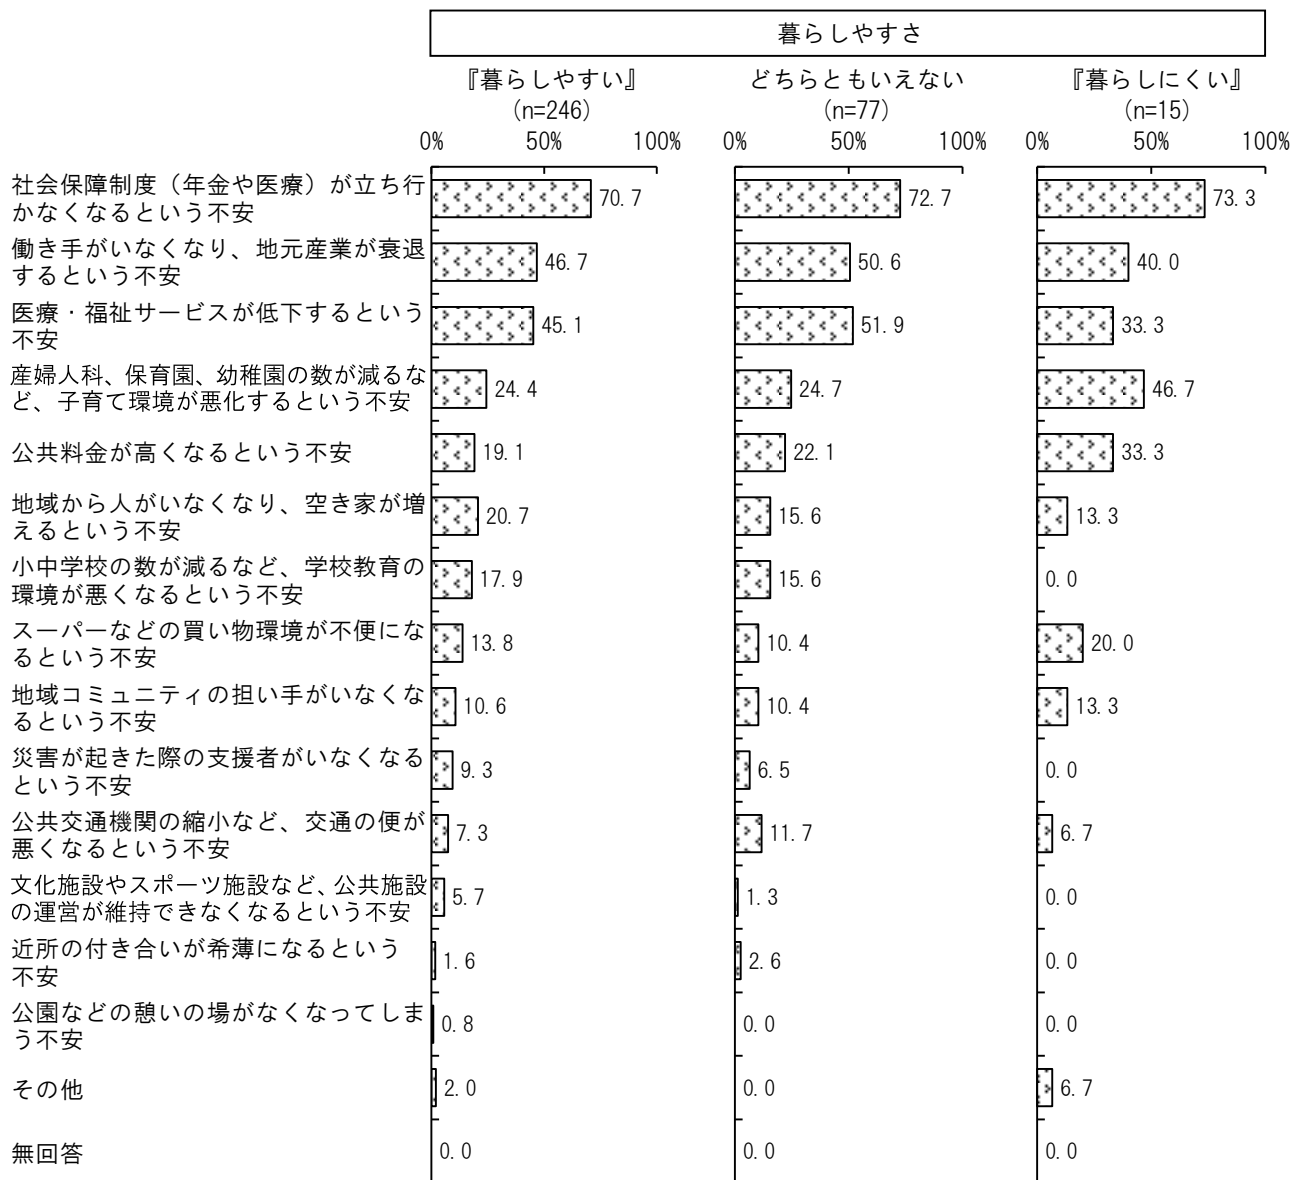 暮らしやすさ
『暮らしやすい』 どちらともいえない 『暮らしにくい』
(n=246) (n=77) (n=15)
0% 50% 100% 0% 50% 100% 0% 50% 100%
社会保障制度（年金や医療）が立ち行
かなくなるという不安
70.7 72.7 73.3
働き手がいなくなり、地元産業が衰退
するという不安
46.7 50.6 40.0
医療・福祉サービスが低下するという
不安
45.1 51.9 33.3
産婦人科、保育園、幼稚園の数が減るな
ど、子育て環境が悪化するという不安
24.4 24.7 46.7
公共料金が高くなるという不安
19.1 22.1 33.3
地域から人がいなくなり、空き家が増
えるという不安
20.7 15.6 13.3
小中学校の数が減るなど、学校教育の
環境が悪くなるという不安
17.9 15.6 0.0
スーパーなどの買い物環境が不便にな
るという不安
13.8 10.4 20.0
地域コミュニティの担い手がいなくな
るという不安
10.6 10.4 13.3
災害が起きた際の支援者がいなくなる
という不安
9.3 6.5 0.0
公共交通機関の縮小など、交通の便が
悪くなるという不安
7.3 11.7 6.7
文化施設やスポーツ施設など、公共施設
の運営が維持できなくなるという不安
5.7 1.3 0.0
近所の付き合いが希薄になるという
不安
1.6 2.6 0.0
公園などの憩いの場がなくなってしま
う不安
0.8 0.0 0.0
その他
2.0 0.0 6.7
無回答
0.0 0.0 0.0